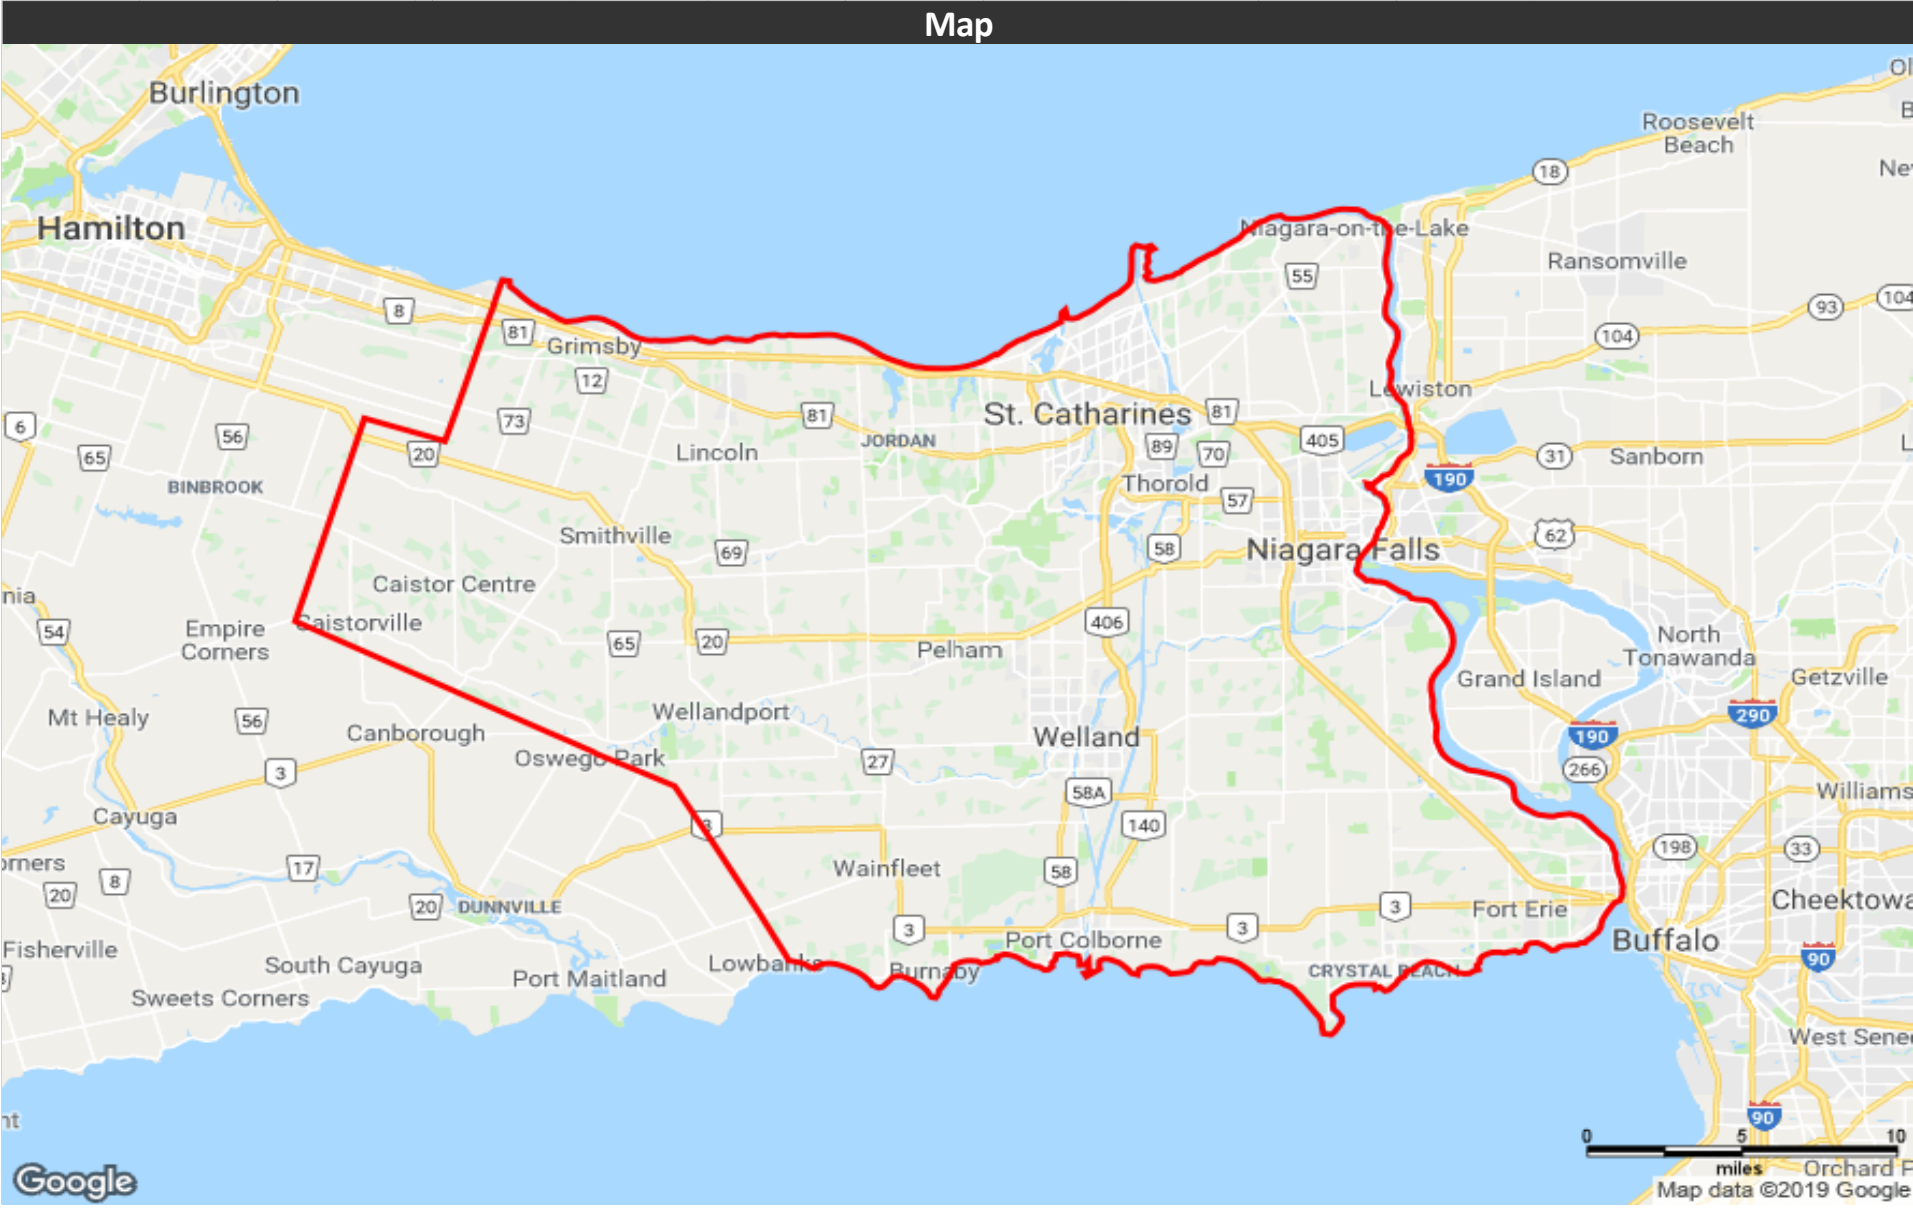 Map
Burlington
Hamilton
Roosevelt
Beach
18
Niagara-on-the-Lake
55
Ransomville
8
81
Grimsby
12
93
104
104
Lewiston
6
56
65
BINBROOK
73
20
81
JORDAN
Lincoln
St. Catharines
81
89
70
405
31
Sanborn
190
Thorold
57
Smithville
69
58
Niagara Falls
62
Caistor Centre
Caistorville
54
Empire
Corners
65
20
406
Pelham
North
Tonawanda
Grand Island
Getzville
Mt Healy
56
Canborough
Wellandport
Welland
190
290
Oswego Park
27
266
3
58A
Cayuga
3
140
Wainfleet
198
33
8
20
17
58
20
DUNNVILLE
3
3
3
Fort Erie
Port Colborne
Buffalo
Fisherville
South Cayuga
Port Maitland
Lowbanks
Burnaby
CRYSTAL BEACH
90
Sweets Corners
90
0 5 10
miles
Google
Map data ©2019 Google